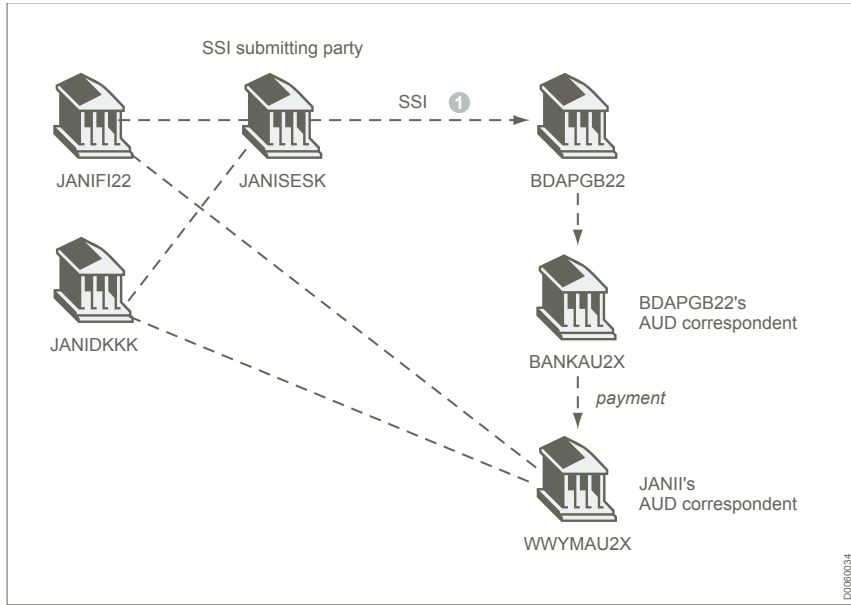 SSI submitting party
SSI 1
JANIFI22
JANISESK
BDAPGB22
JANIDKKK
BDAPGB22's
AUD correspondent
BANKAU2X
payment
JANII's
AUD correspondent
WWYMAU2X
D0060034